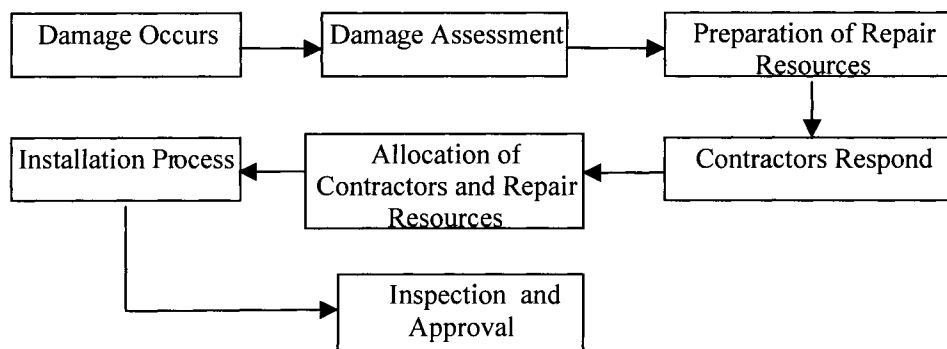 Damage Occurs
Damage Assessment
Preparation of Repair
Resources
Contractors Respond
Allocation of
Contractors and Repair
Resources
Installation Process
Inspection and
Approval